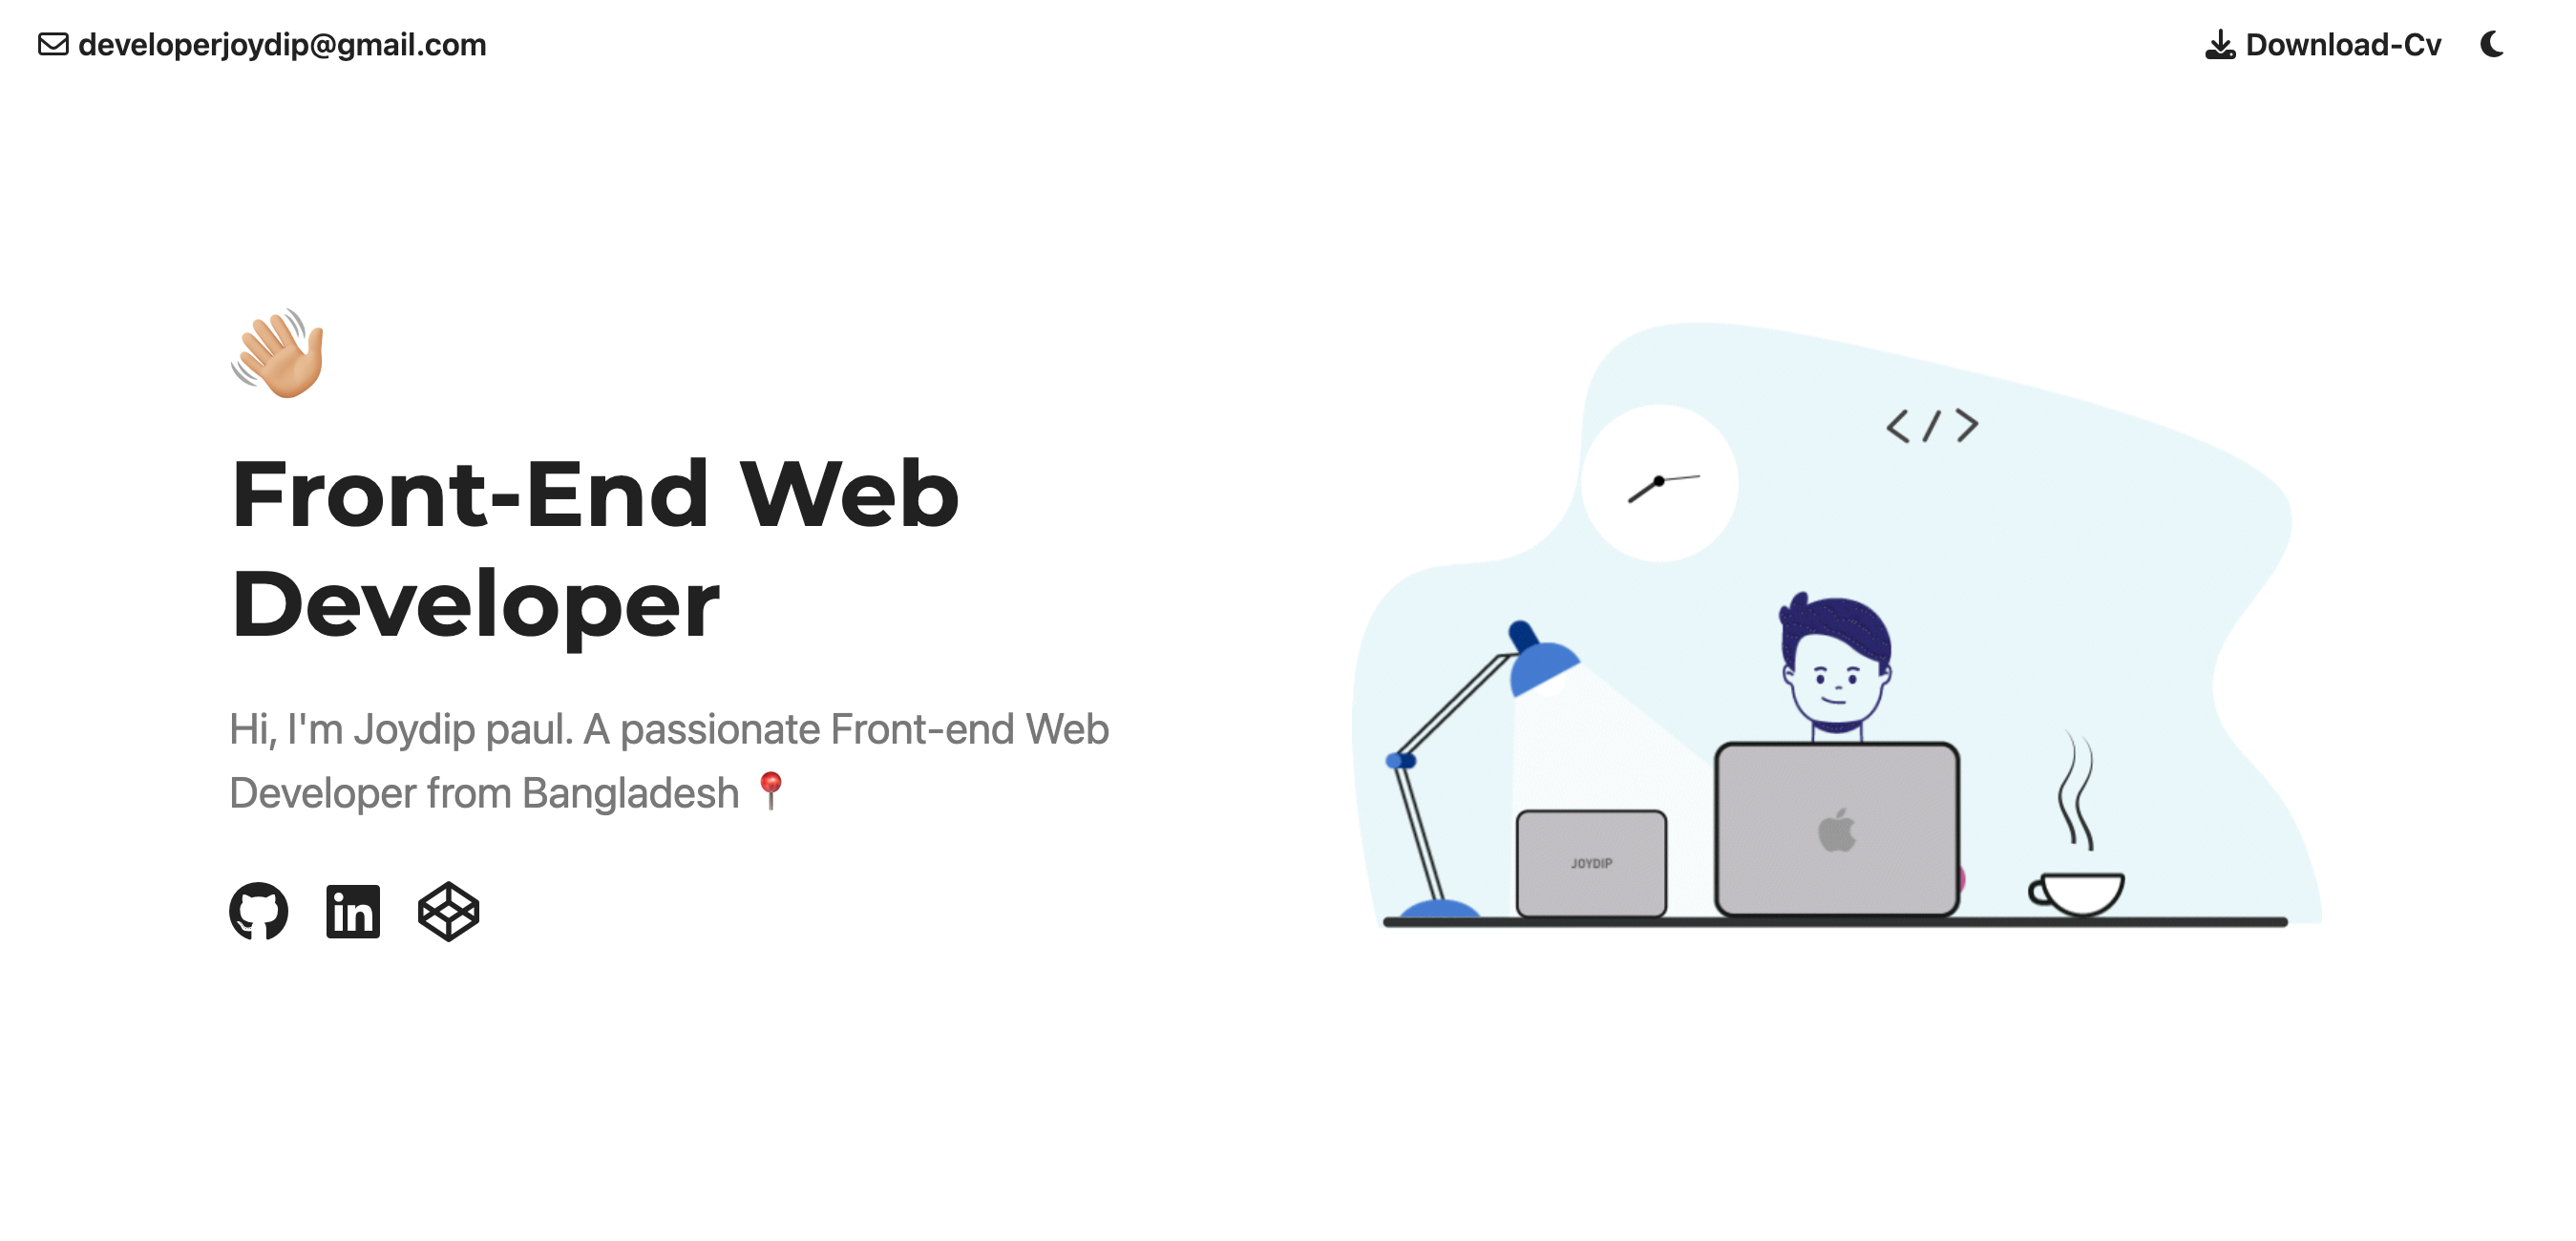 developerjoydip@gmail.com
Download-Cv
Front-End Web
Developer
Hi, I'm Joydip paul. A passionate Front-end Web
Developer from Bangladesh 📍
in
</>
JOYDIP